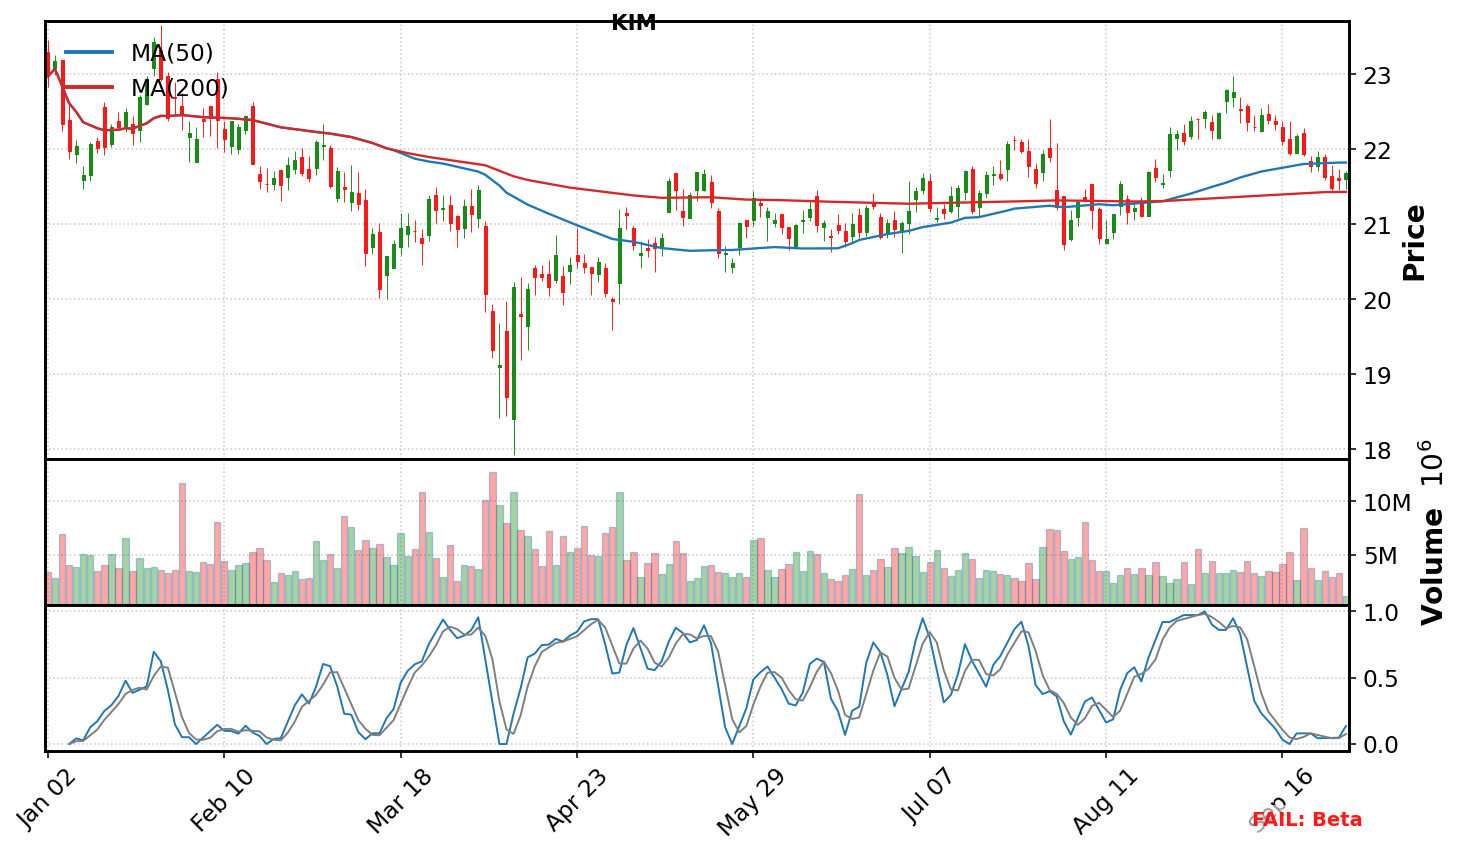 KIM
MA(50)
MA(200)
23
22
21
20
19
18
Price
10M
5M
Volume 10^6
1.0
0.5
0.0
Jan 02
Feb 10
Mar 18
Apr 23
May 29
Jul 07
Aug 11
Sep 16
FAIL: Beta